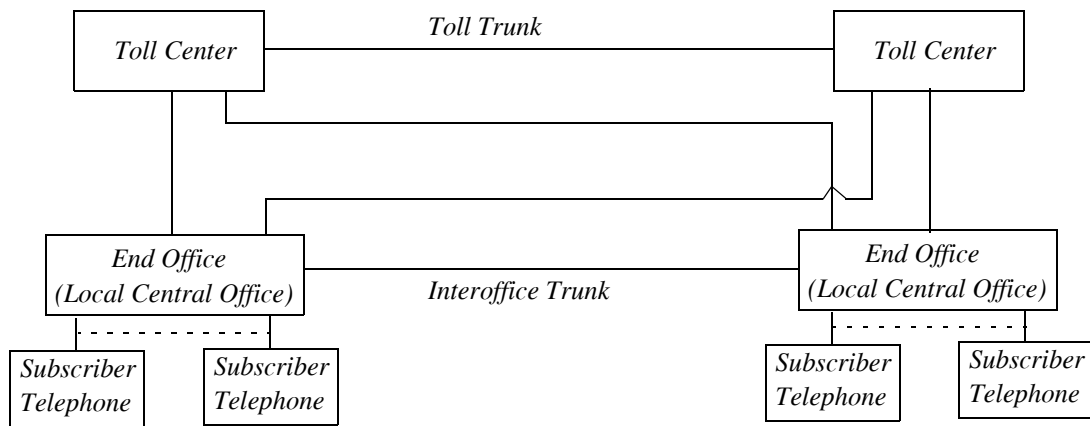 Toll Trunk
Toll Center
Toll Center
End Office
(Local Central Office)
Interoffice Trunk
End Office
(Local Central Office)
Subscriber
Telephone
Subscriber
Telephone
Subscriber
Telephone
Subscriber
Telephone